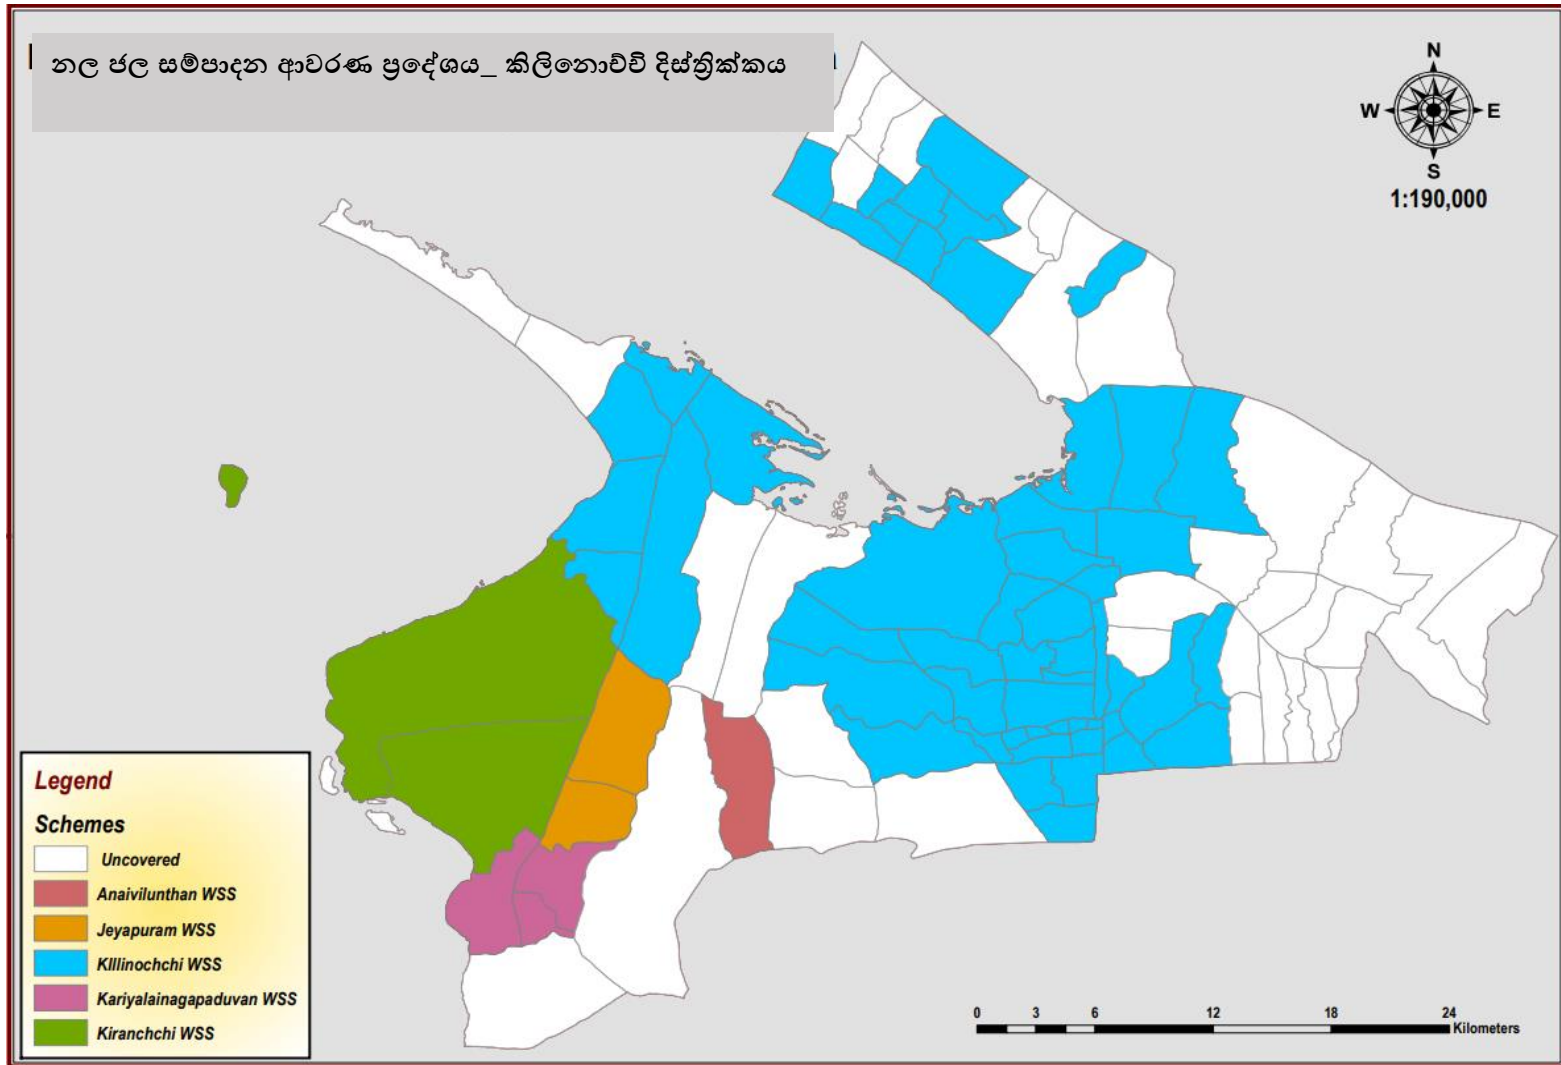 නල ජල සම්පාදන ආවරණ ප්‍රදේශය_ කිලිනොච්චි දිස්ත්‍රික්කය
N
W E
S
1:190,000
Legend
Schemes
Uncovered
Anaivilunthan WSS
Jeyapuram WSS
KIllinochchi WSS
Kariyalainagapaduvan WSS
Kiranchchi WSS
0 3 6 12 18 24
Kilometers